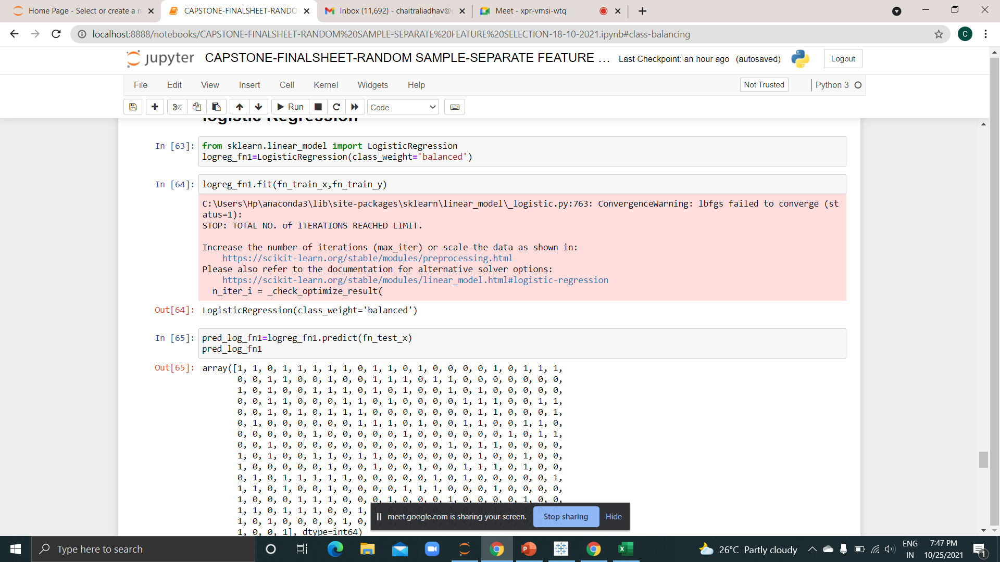 Home Page - Select or create a n
CAPSTONE-FINALSHEET-RANDO
Inbox (11,692) - chaitraliadhav@g
Meet - xpr-vmsi-wtq
localhost:8888/notebooks/CAPSTONE-FINALSHEET-RANDOM%20SAMPLE-SEPARATE%20FEATURE%20SELECTION-18-10-2021.ipynb#class-balancing
C
jupyter CAPSTONE-FINALSHEET-RANDOM SAMPLE-SEPARATE FEATURE ... Last Checkpoint: an hour ago (autosaved) Logout
File Edit View Insert Cell Kernel Widgets Help Not Trusted Python 3
Run Code
logistic Regression
In [63]: from sklearn.linear_model import LogisticRegression
logreg_fn1=LogisticRegression(class_weight='balanced')
In [64]: logreg_fn1.fit(fn_train_x,fn_train_y)
C:\Users\Hp\anaconda3\lib\site-packages\sklearn\linear_model\_logistic.py:763: ConvergenceWarning: lbfgs failed to converge (st
atus=1):
STOP: TOTAL NO. of ITERATIONS REACHED LIMIT.
Increase the number of iterations (max_iter) or scale the data as shown in:
https://scikit-learn.org/stable/modules/preprocessing.html
Please also refer to the documentation for alternative solver options:
https://scikit-learn.org/stable/modules/linear_model.html#logistic-regression
n_iter_i = _check_optimize_result(
Out[64]: LogisticRegression(class_weight='balanced')
In [65]: pred_log_fn1=logreg_fn1.predict(fn_test_x)
pred_log_fn1
Out[65]: array([1, 1, 0, 1, 1, 1, 1, 1, 0, 1, 1, 0, 1, 0, 0, 0, 0, 1, 0, 1, 1, 1,
0, 0, 1, 1, 0, 0, 1, 0, 0, 1, 1, 1, 0, 1, 1, 0, 0, 0, 0, 0, 0, 0,
1, 0, 1, 0, 0, 1, 1, 1, 0, 1, 0, 1, 0, 0, 1, 0, 1, 0, 0, 0, 0, 0,
0, 0, 1, 1, 0, 0, 0, 1, 1, 0, 1, 0, 0, 0, 0, 1, 1, 1, 0, 0, 1, 1,
0, 0, 1, 0, 1, 0, 1, 1, 1, 0, 0, 0, 0, 0, 0, 0, 1, 1, 0, 0, 0, 1,
0, 1, 0, 0, 0, 0, 0, 0, 1, 1, 1, 0, 1, 0, 0, 1, 1, 0, 0, 1, 1, 0,
0, 0, 0, 0, 0, 1, 0, 0, 0, 0, 0, 1, 0, 0, 0, 0, 0, 0, 1, 0, 1, 1,
0, 0, 1, 0, 0, 0, 0, 0, 0, 0, 0, 0, 0, 0, 1, 0, 1, 1, 0, 0, 0, 0,
1, 0, 1, 0, 0, 1, 1, 0, 1, 1, 0, 0, 0, 0, 0, 0, 1, 0, 0, 1, 0, 0,
1, 0, 0, 0, 0, 0, 1, 0, 0, 1, 0, 0, 1, 0, 0, 1, 1, 1, 0, 1, 0, 0,
0, 1, 0, 1, 1, 1, 1, 1, 0, 0, 0, 0, 0, 1, 0, 1, 0, 0, 0, 0, 0, 1,
1, 1, 0, 1, 0, 0, 1, 0, 0, 0, 0, 1, 1, 1, 0, 0, 0, 1, 0, 0, 0, 0,
1, 0, 0, 0, 1, 1, 1, 0, 0, 0, 1, 0, 0, 0, 1, 0, 0, 0, 0, 1, 0, 0,
1, 1, 0, 1, 1, 1, 0, 0, 1,
1, 0, 1, 0, 0, 0, 0, 1, 0,
1, 0, 0, 1], dtype=int64)
meet.google.com is sharing your screen. Stop sharing Hide
Type here to search
26°C Partly cloudy
ENG
IN
7:47 PM
10/25/2021
1